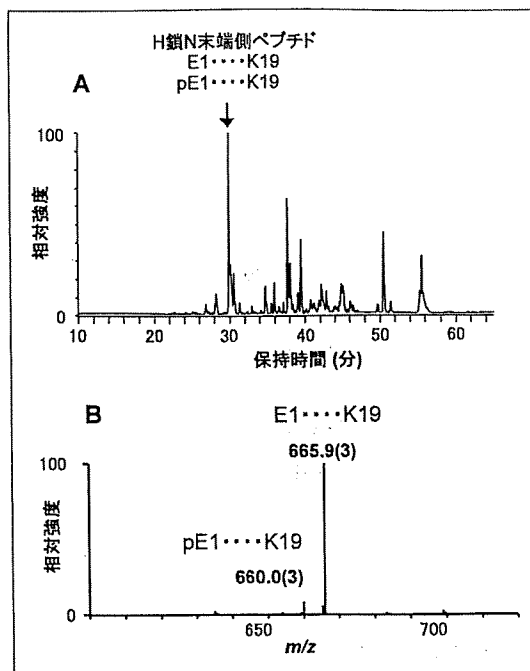 H鎖N末端側ペプチド
E1・・・・K19
pE1・・・・K19
A
100
相対強度
0
10 20 30 40 50 60
保持時間 (分)
B
E1・・・・K19
665.9(3)
100
相対強度
pE1・・・・K19
660.0(3)
0
650 700
m/z